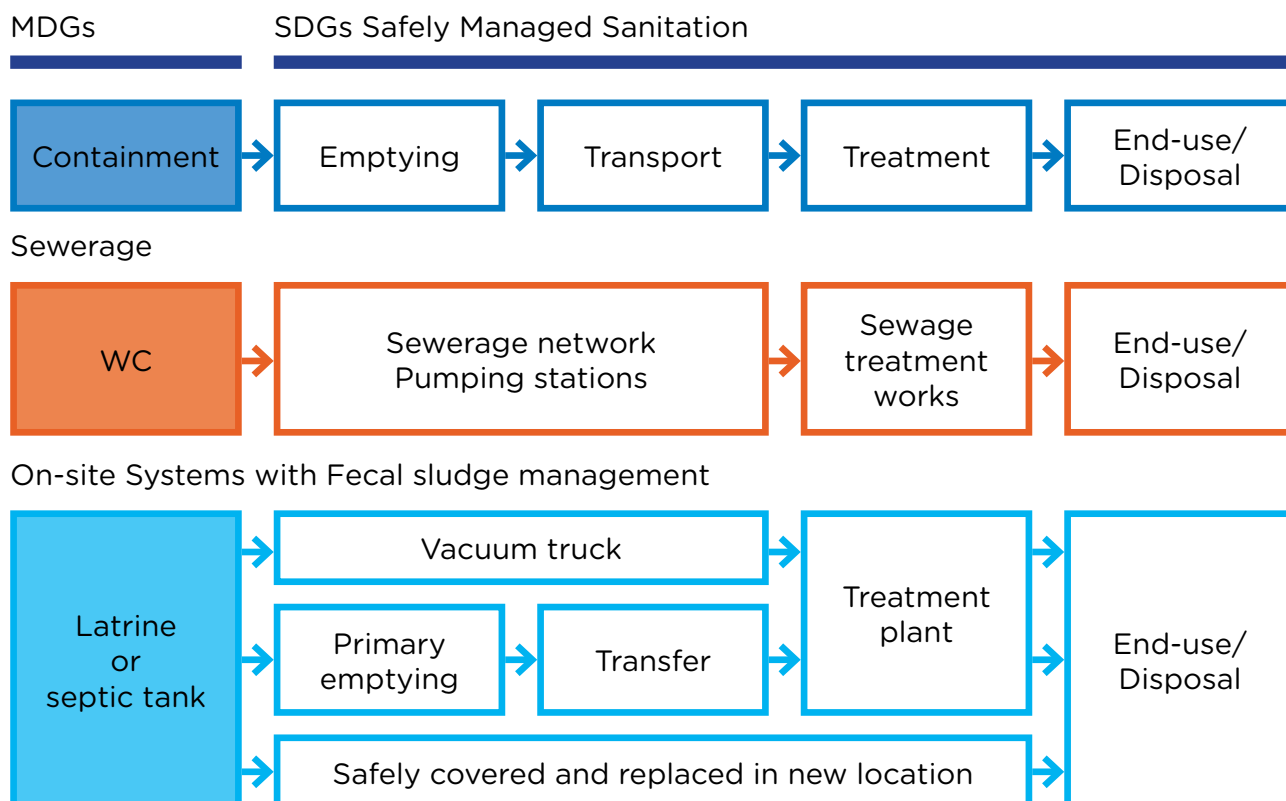 MDGs
SDGs Safely Managed Sanitation
Containment
Emptying
Transport
Treatment
End-use/
Disposal
Sewerage
WC
Sewerage network
Pumping stations
Sewage
treatment
works
End-use/
Disposal
On-site Systems with Fecal sludge management
Latrine
or
septic tank
Vacuum truck
Primary
emptying
Transfer
Treatment
plant
Safely covered and replaced in new location
End-use/
Disposal